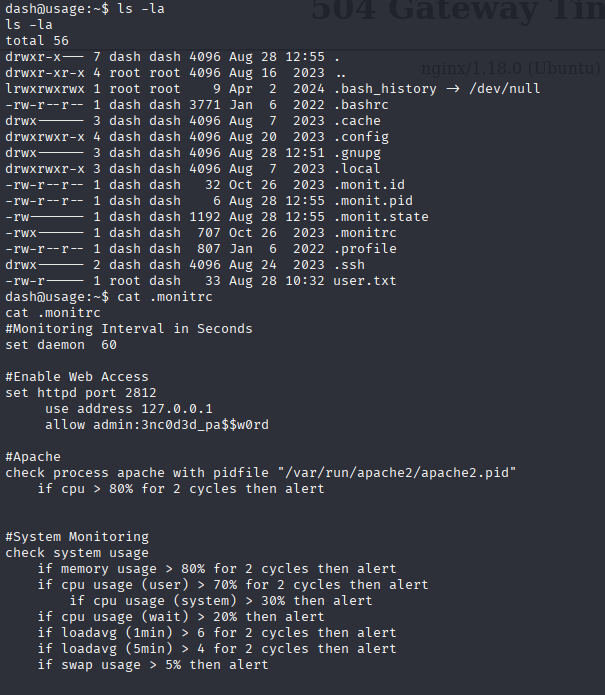 504 Gateway Tim
nginx/1.18.0 (Ubuntu)
dash@usage:~$ ls -la
ls -la
total 56
drwxr-x--- 7 dash dash 4096 Aug 28 12:55 .
drwxr-xr-x 4 root root 4096 Aug 16  2023 ..
lrwxrwxrwx 1 root root    9 Apr  2  2024 .bash_history -> /dev/null
-rw-r--r-- 1 dash dash 3771 Jan  6  2022 .bashrc
drwx------ 3 dash dash 4096 Aug  7  2023 .cache
drwxrwxr-x 4 dash dash 4096 Aug 20  2023 .config
drwx------ 3 dash dash 4096 Aug 28 12:51 .gnupg
drwxrwxr-x 3 dash dash 4096 Aug  7  2023 .local
-rw-r--r-- 1 dash dash   32 Oct 26  2023 .monit.id
-rw-r--r-- 1 dash dash    6 Aug 28 12:55 .monit.pid
-rw------- 1 dash dash 1192 Aug 28 12:55 .monit.state
-rwx------ 1 dash dash  707 Oct 26  2023 .monitrc
-rw-r--r-- 1 dash dash  807 Jan  6  2022 .profile
drwx------ 2 dash dash 4096 Aug 24  2023 .ssh
-rw-r----- 1 root dash   33 Aug 28 10:32 user.txt
dash@usage:~$ cat .monitrc
cat .monitrc
#Monitoring Interval in Seconds
set daemon  60

#Enable Web Access
set httpd port 2812
     use address 127.0.0.1
     allow admin:3nc0d3d_pa$$w0rd

#Apache
check process apache with pidfile "/var/run/apache2/apache2.pid"
    if cpu > 80% for 2 cycles then alert


#System Monitoring
check system usage
    if memory usage > 80% for 2 cycles then alert
    if cpu usage (user) > 70% for 2 cycles then alert
        if cpu usage (system) > 30% then alert
    if cpu usage (wait) > 20% then alert
    if loadavg (1min) > 6 for 2 cycles then alert
    if loadavg (5min) > 4 for 2 cycles then alert
    if swap usage > 5% then alert